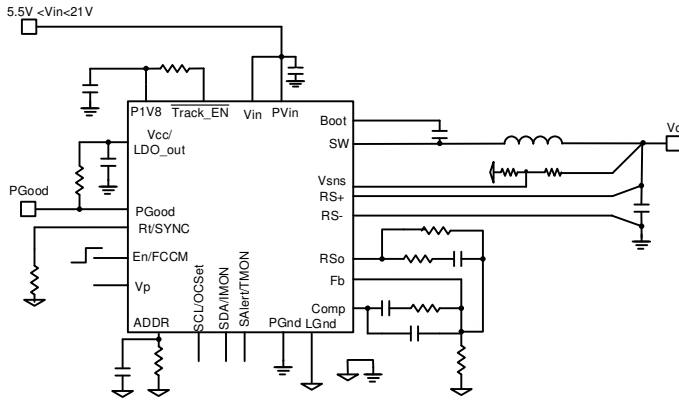 5.5V <Vin<21V
P1V8
Track_EN
Vin
PVin
Boot
Vcc/
LDO_out
SW
Vsns
RS+
RS-
PGood
PGood
Rt/SYNC
En/FCCM
Vp
RSo
Fb
Comp
ADDR
SCL/OCSet
SDA/IMON
SAlert/TMON
PGnd
LGnd